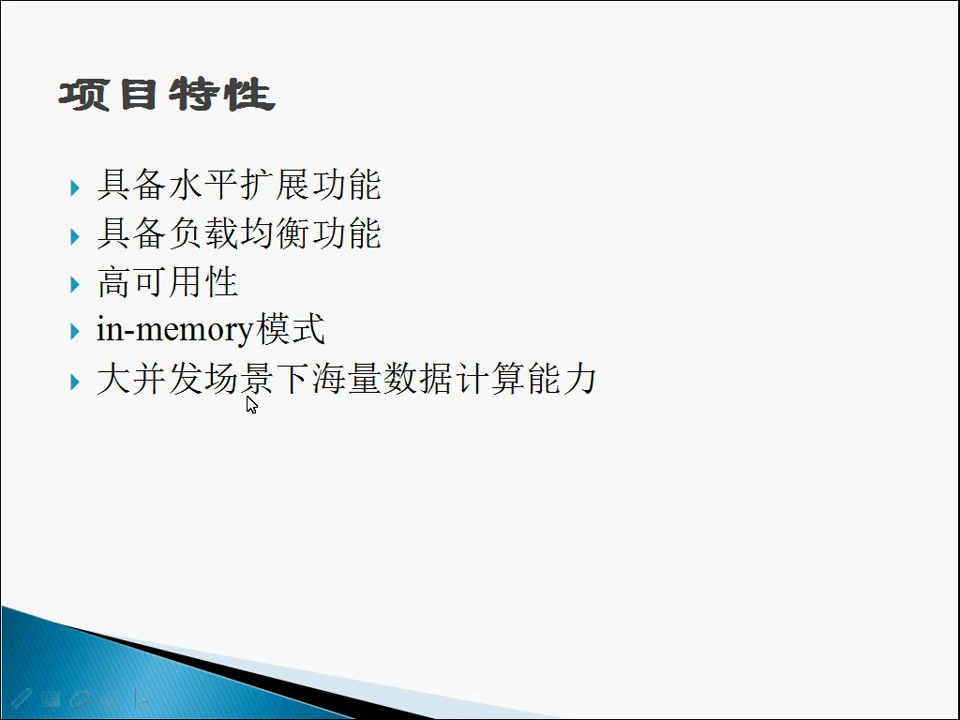 项目特性
具备水平扩展功能
具备负载均衡功能
高可用性
in-memory模式
大并发场景下海量数据计算能力